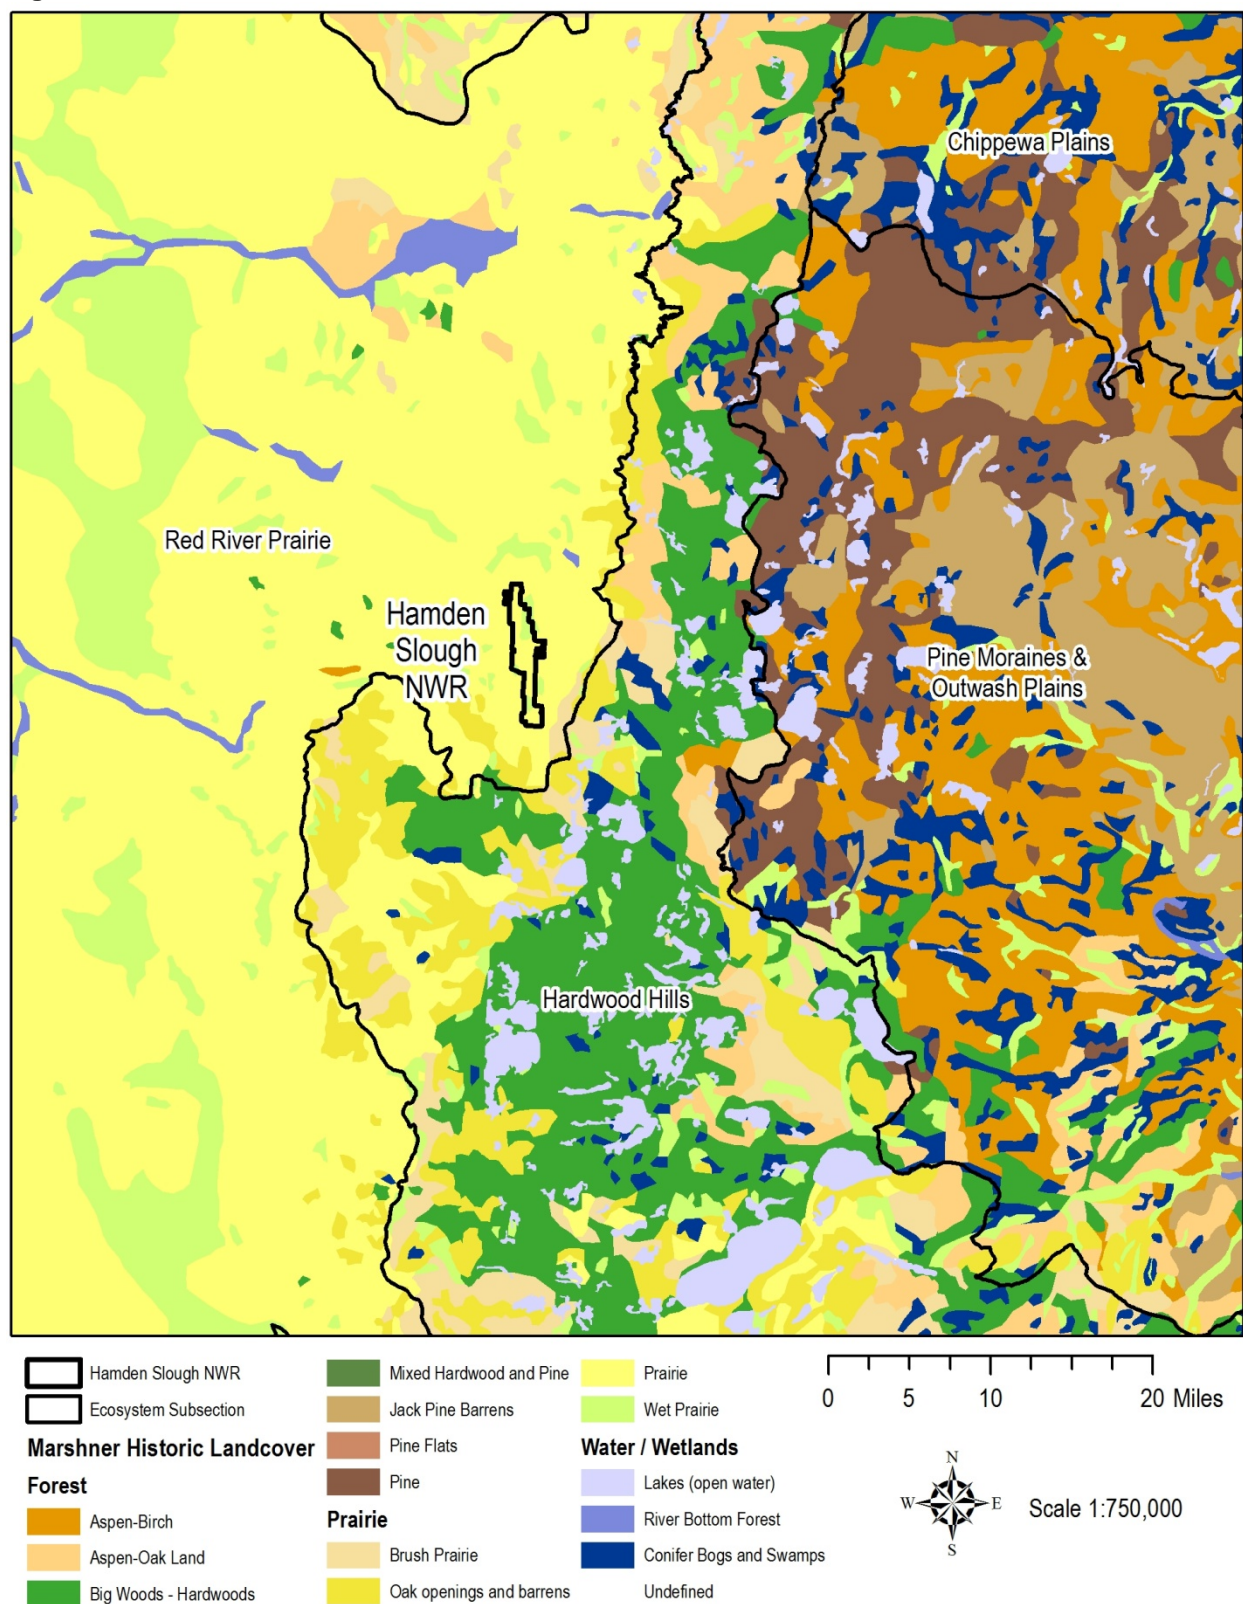 Chippewa Plains
Red River Prairie
Hamden
Slough
NWR
Pine Moraines &
Outwash Plains
Hardwood Hills
Hamden Slough NWR
Ecosystem Subsection
Marshner Historic Landcover
Forest
Aspen-Birch
Aspen-Oak Land
Big Woods - Hardwoods
Mixed Hardwood and Pine
Jack Pine Barrens
Pine Flats
Pine
Prairie
Brush Prairie
Oak openings and barrens
Prairie
Wet Prairie
Water / Wetlands
Lakes (open water)
River Bottom Forest
Conifer Bogs and Swamps
Undefined
0 5 10 20 Miles
N
W E
S
Scale 1:750,000